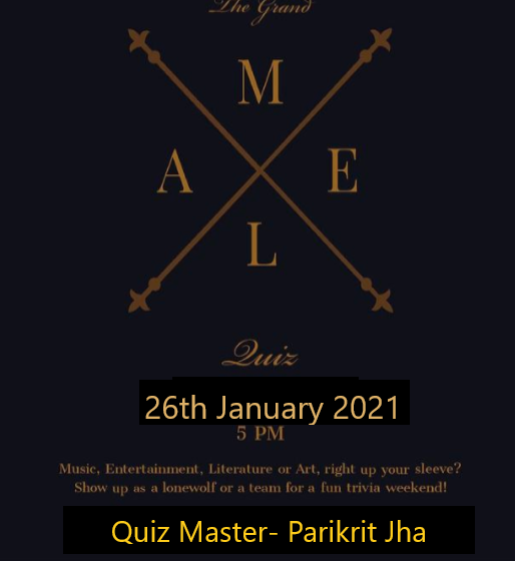 The Grand
M
A E
L
Quiz
26th January 2021
5 PM
Music, Entertainment, Literature or Art, right up your sleeve?
Show up as a lonewolf or a team for a fun trivia weekend!
Quiz Master- Parikrit Jha